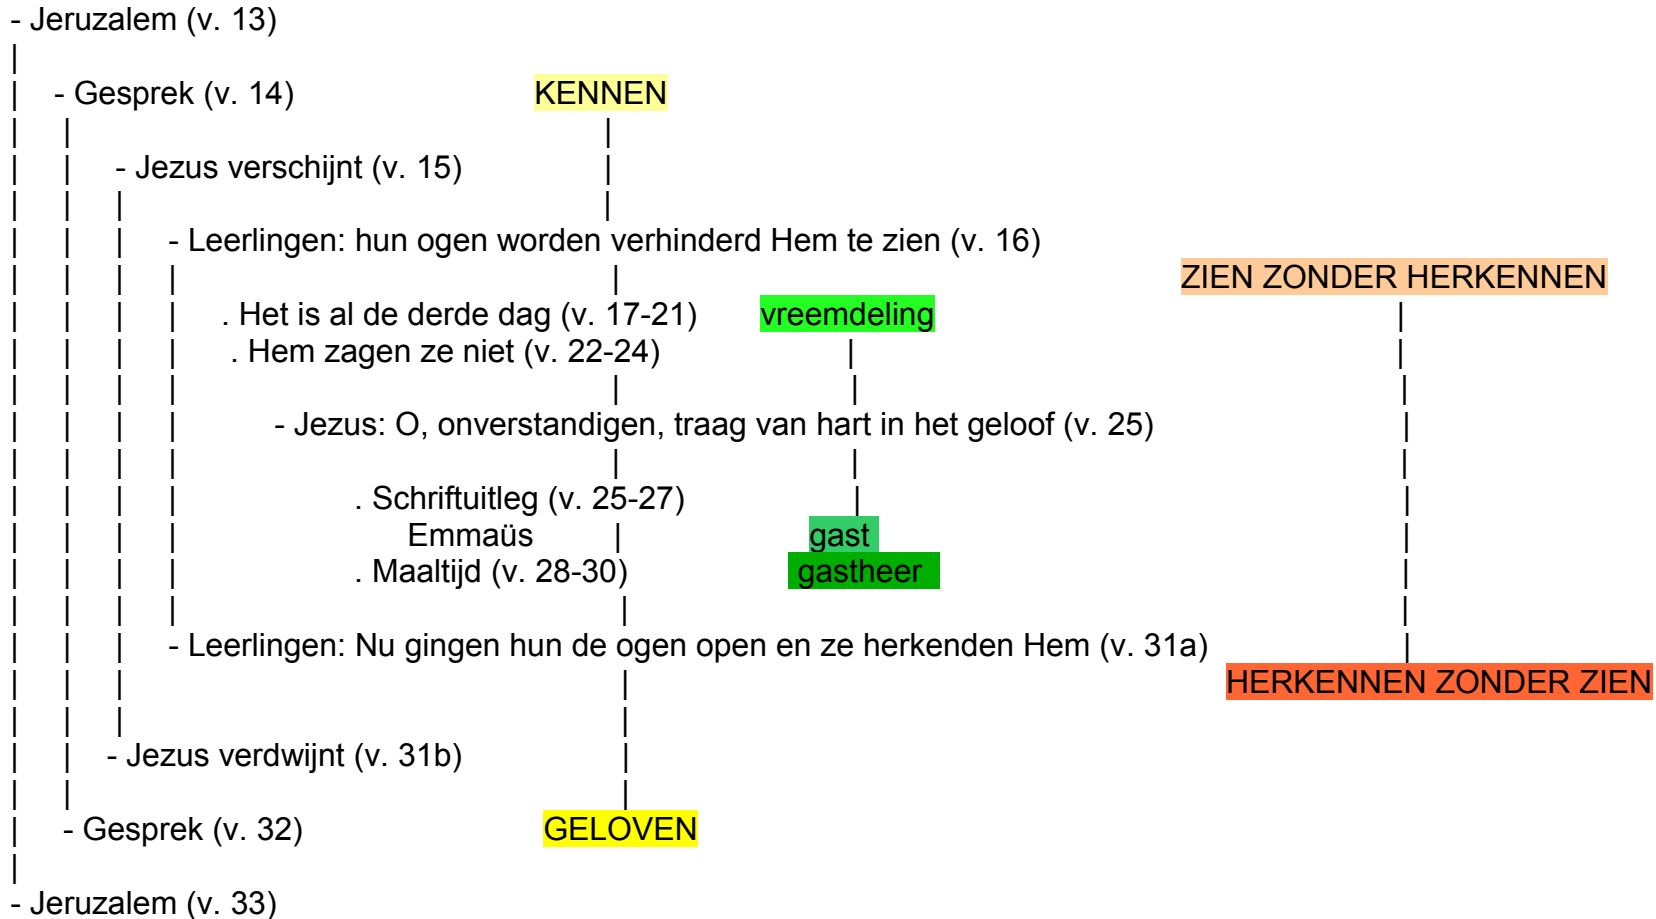 - Jeruzalem (v. 13)
- Gesprek (v. 14) KENNEN
- Jezus verschijnt (v. 15)
- Leerlingen: hun ogen worden verhinderd Hem te zien (v. 16)
ZIEN ZONDER HERKENNEN
. Het is al de derde dag (v. 17-21) vreemdeling
. Hem zagen ze niet (v. 22-24)
- Jezus: O, onverstandigen, traag van hart in het geloof (v. 25)
. Schriftuitleg (v. 25-27)
Emmaüs gast
. Maaltijd (v. 28-30) gastheer
- Leerlingen: Nu gingen hun de ogen open en ze herkenden Hem (v. 31a)
HERKENNEN ZONDER ZIEN
- Jezus verdwijnt (v. 31b)
- Gesprek (v. 32) GELOVEN
- Jeruzalem (v. 33)